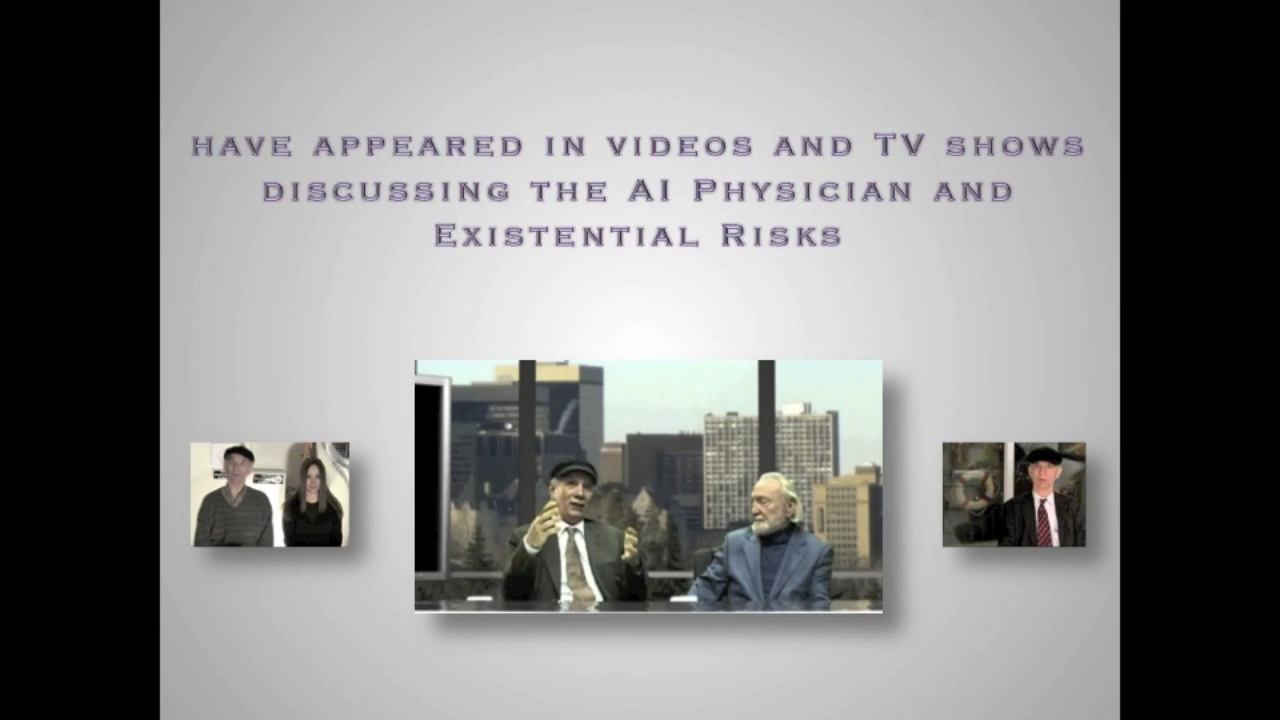 HAVE APPEARED IN VIDEOS AND TV SHOWS
DISCUSSING THE AI PHYSICIAN AND
EXISTENTIAL RISKS